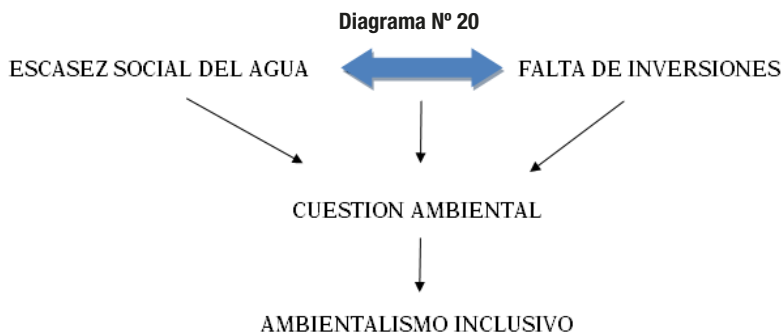 Diagrama Nº 20
ESCASEZ SOCIAL DEL AGUA
FALTA DE INVERSIONES
CUESTION AMBIENTAL
AMBIENTALISMO INCLUSIVO